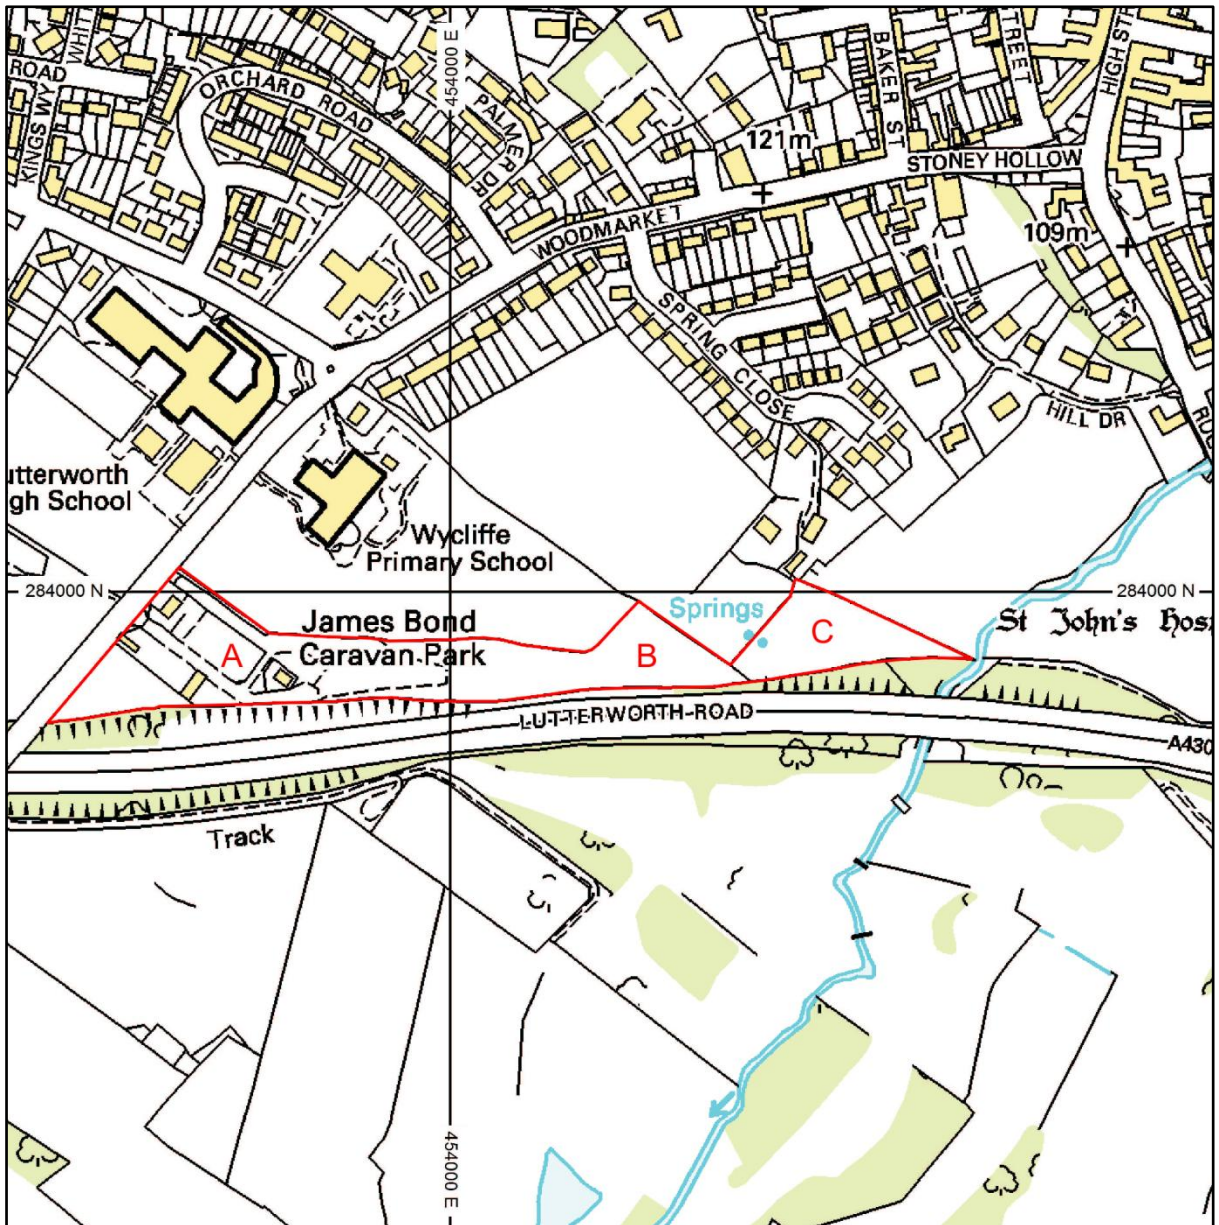 ROAD
KINGS WY
WHIT
ORCHARD ROAD
454000 E
PALMER DR
121m
BAKER ST
TREET
HIGH STR
STONEY HOLLOW
WOODMARKET
109m
SPRING CLOSE
HILL DR
RUG
utterworth
gh School
Wycliffe
Primary School
284000 N
284000 N
James Bond
Caravan Park
Springs
St John's Hos
A
B
C
LUTTERWORTH ROAD
A430
Track
454000 E